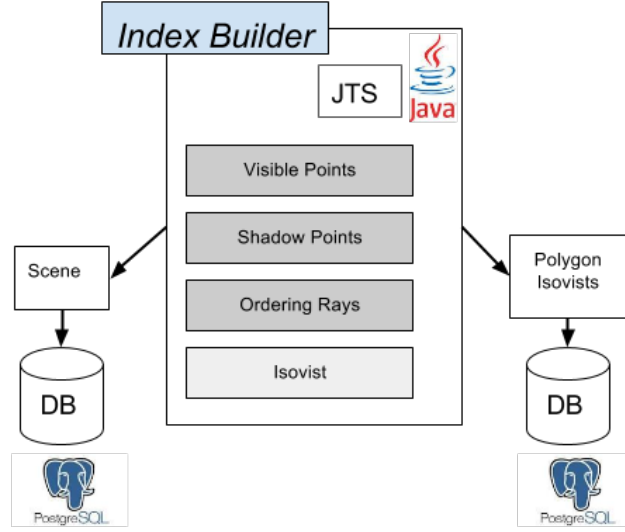 Index Builder
JTS
Java
Visible Points
Shadow Points
Ordering Rays
Isovist
Scene
DB
PostgreSQL
Polygon
Isovists
DB
PostgreSQL